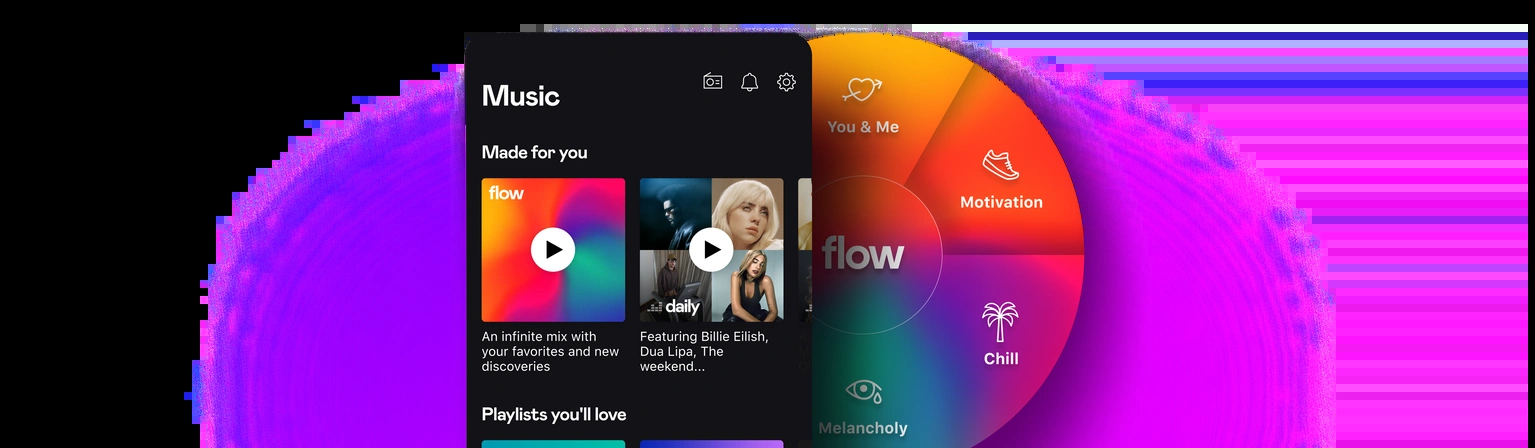 Music
Made for you
flow
daily
An infinite mix with
your favorites and new
discoveries
Featuring Billie Eilish,
Dua Lipa, The
weekend...
Playlists you'll love
You & Me
Motivation
flow
Chill
Melancholy